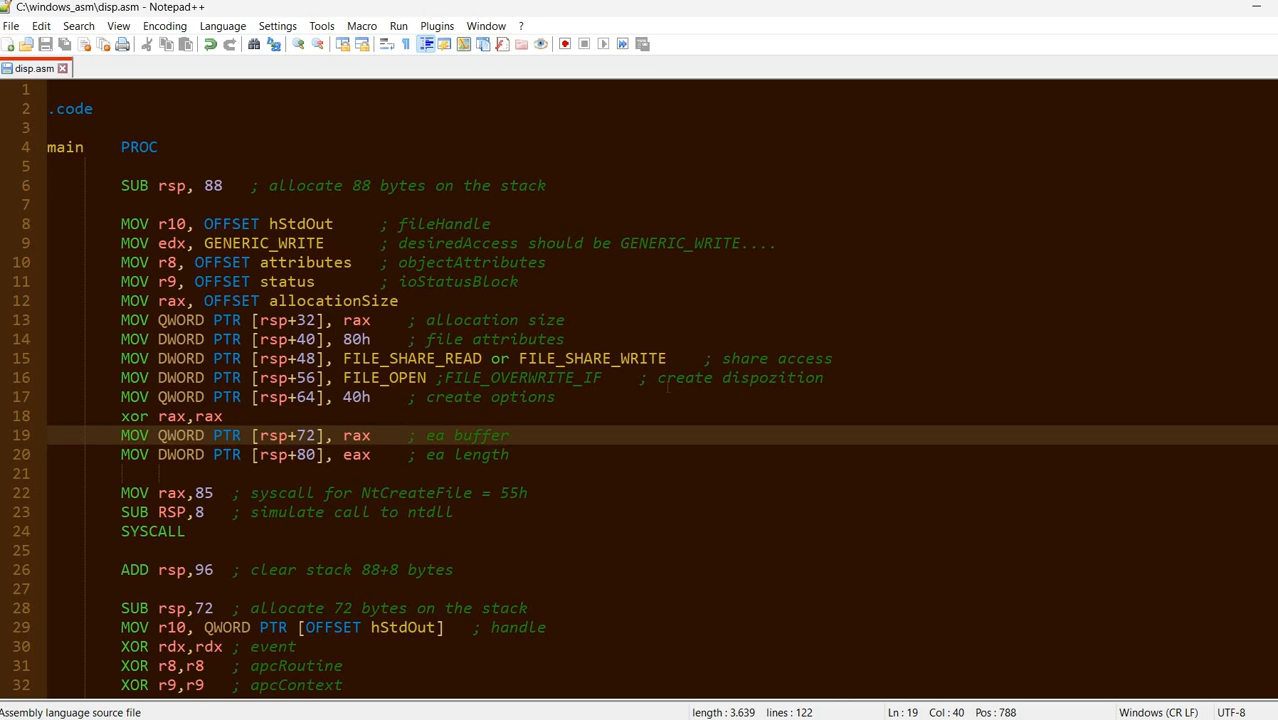 C:\windows_asm\disp.asm - Notepad++
File Edit Search View Encoding Language Settings Tools Macro Run Plugins Window ?
disp.asm
1
2 .code
3
4 main PROC
5
6 SUB rsp, 88 ; allocate 88 bytes on the stack
7
8 MOV r10, OFFSET hStdOut ; fileHandle
9 MOV edx, GENERIC_WRITE ; desiredAccess should be GENERIC_WRITE....
10 MOV r8, OFFSET attributes ; objectAttributes
11 MOV r9, OFFSET status ; ioStatusBlock
12 MOV rax, OFFSET allocationSize
13 MOV QWORD PTR [rsp+32], rax ; allocation size
14 MOV DWORD PTR [rsp+40], 80h ; file attributes
15 MOV DWORD PTR [rsp+48], FILE_SHARE_READ or FILE_SHARE_WRITE ; share access
16 MOV DWORD PTR [rsp+56], FILE_OPEN ;FILE_OVERWRITE_IF ; create dispozition
17 MOV DWORD PTR [rsp+64], 40h ; create options
18 xor rax,rax
19 MOV QWORD PTR [rsp+72], rax ; ea buffer
20 MOV DWORD PTR [rsp+80], eax ; ea length
21
22 MOV rax,85 ; syscall for NtCreateFile = 55h
23 SUB RSP,8 ; simulate call to ntdll
24 SYSCALL
25
26 ADD rsp,96 ; clear stack 88+8 bytes
27
28 SUB rsp,72 ; allocate 72 bytes on the stack
29 MOV r10, QWORD PTR [OFFSET hStdOut] ; handle
30 XOR rdx,rdx ; event
31 XOR r8,r8 ; apcRoutine
32 XOR r9,r9 ; apcContext
Assembly language source file length : 3.639 lines : 122 Ln : 19 Col : 40 Pos : 788 Windows (CR LF) UTF-8